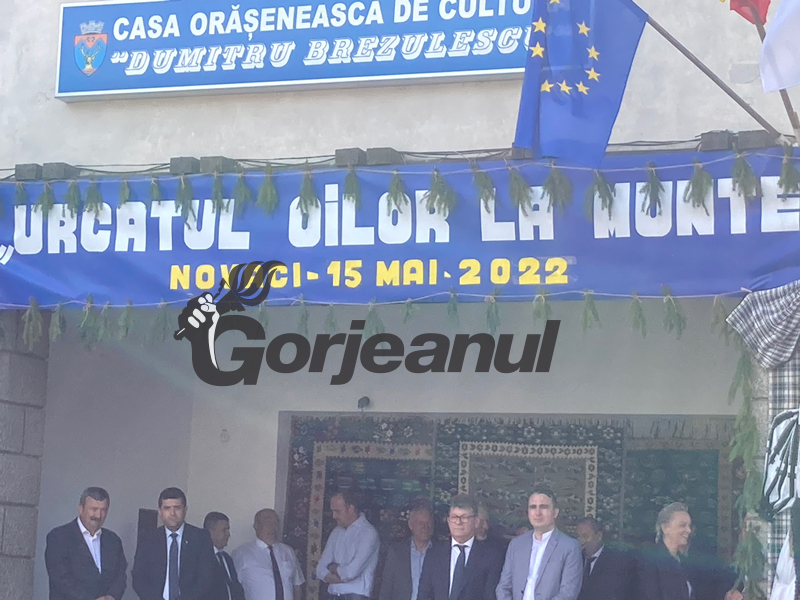 CASA ORĂȘENEASCA DE CULTU
“DUMITRU BREZULESCU
„URCATUL OILOR LA MUNTE
NOVACI - 15 MAI - 2022
Gorjeanul